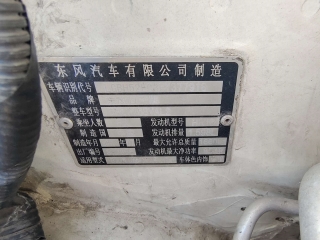 东风汽车有限公司制造
车辆识别代号
品牌
整车型号
乘坐人数 发动机型号
制造国 发动机排量
制造年月 年 月 最大允许总质量
出厂编号 发动机最大净功率
适用型式 车体色内饰